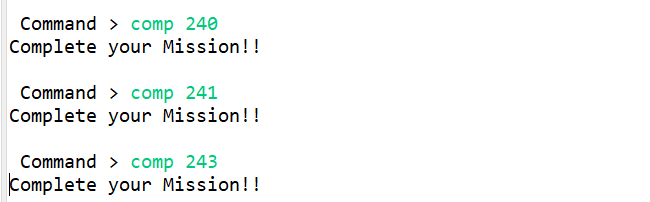 Command > comp 240
Complete your Mission!!
Command > comp 241
Complete your Mission!!
Command > comp 243
Complete your Mission!!